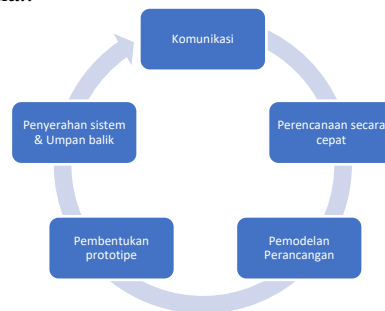 Komunikasi
Perencanaan secara
cepat
Pemodelan
Perancangan
Pembentukan
prototipe
Penyerahan sistem
& Umpan balik